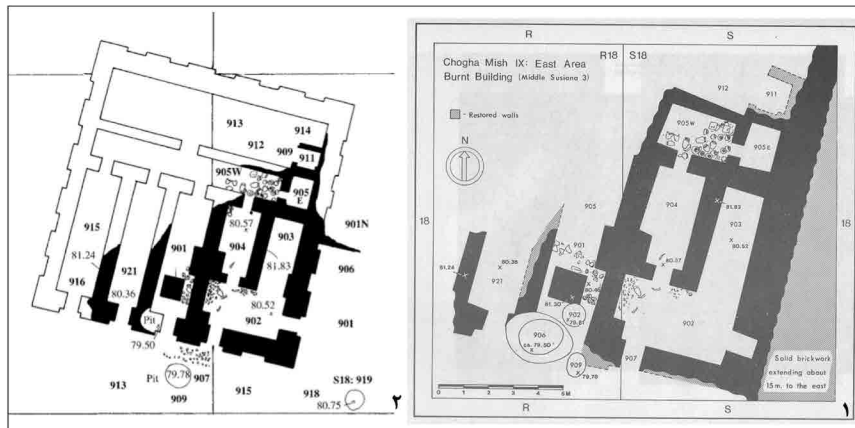 913
914
912
909
911
905W
905
E
80.57
901N
904
903
915
901
81.24
921
81.83
906
916
80.36
80.52
901
Pit
902
79.50
Pit
79.78
907
S18: 919
913
909
915
918
80.75
۲
R
S
Chogha Mish IX: East Area
Burnt Building (Middle Susiana 3)
R18
S18
912
911
- Restored walls
905W
905E
N
18
18
905
904
81.83
903
80.52
901
80.57
81.24
80.36
921
81.30
902
79.81
902
906
ca. 79.50
907
909
79.79
Solid brickwork
extending about
15m. to the east
0 1 2 3 4 5M
R
S
۱